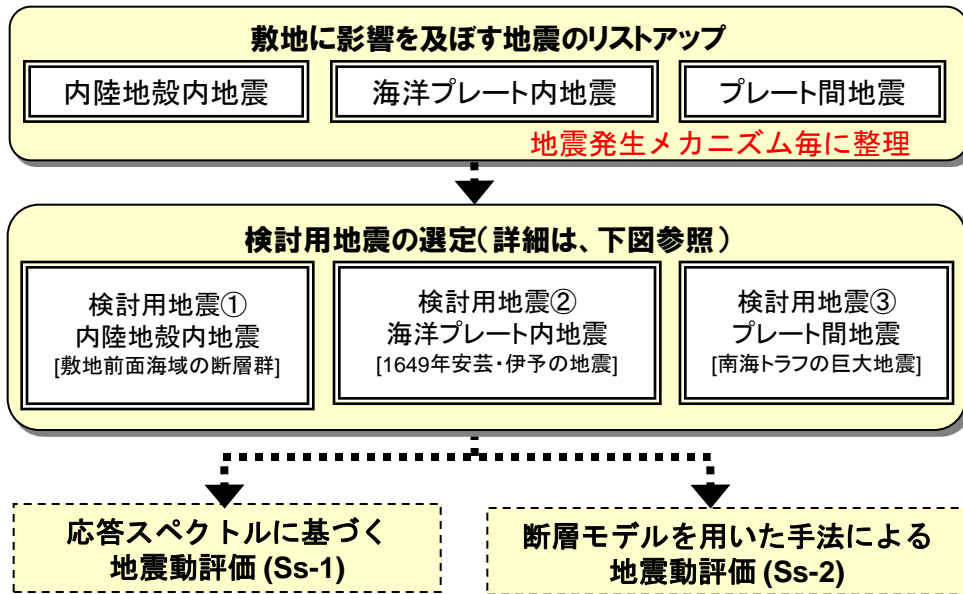 敷地に影響を及ぼす地震のリストアップ
内陸地殻内地震
海洋プレート内地震
プレート間地震
地震発生メカニズム毎に整理
検討用地震の選定(詳細は、下図参照)
検討用地震①
内陸地殻内地震
[敷地前面海域の断層群]
検討用地震②
海洋プレート内地震
[1649年安芸・伊予の地震]
検討用地震③
プレート間地震
[南海トラフの巨大地震]
応答スペクトルに基づく
地震動評価 (Ss-1)
断層モデルを用いた手法による
地震動評価 (Ss-2)